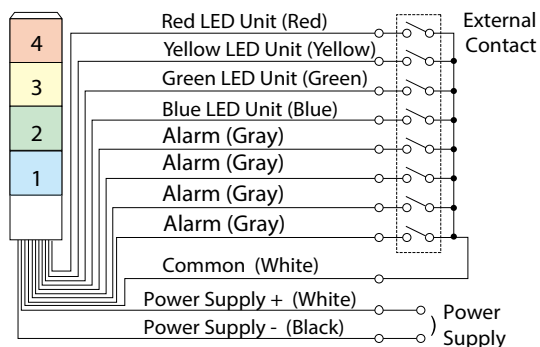 4
3
2
1
Red LED Unit (Red)
Yellow LED Unit (Yellow)
Green LED Unit (Green)
Blue LED Unit (Blue)
Alarm (Gray)
Alarm (Gray)
Alarm (Gray)
Alarm (Gray)
Common (White)
Power Supply + (White)
Power Supply - (Black)
External
Contact
Power
Supply